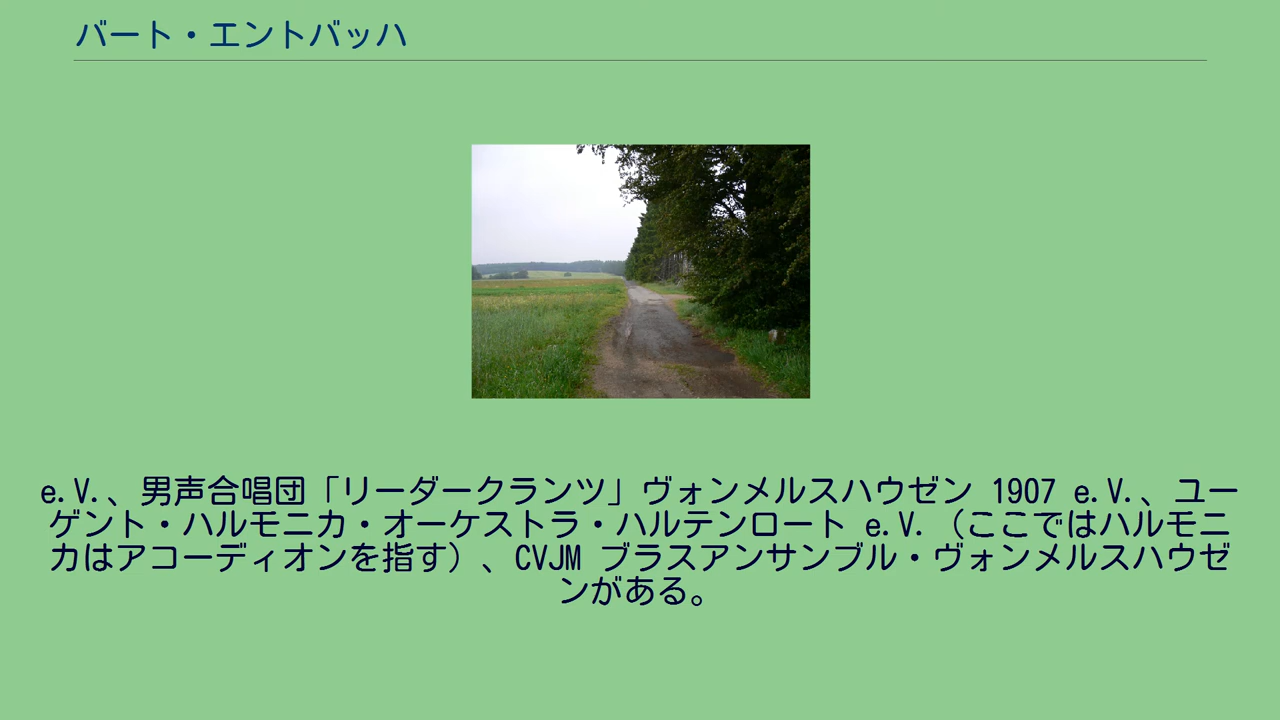 バート・エントバッハ
e.V.、男声合唱団「リーダークランツ」ヴォンメルスハウゼン 1907 e.V.、ユー
ゲント・ハルモニカ・オーケストラ・ハルテンロート e.V.（ここではハルモニ
カはアコーディオンを指す）、CVJM ブラスアンサンブル・ヴォンメルスハウゼ
ンがある。